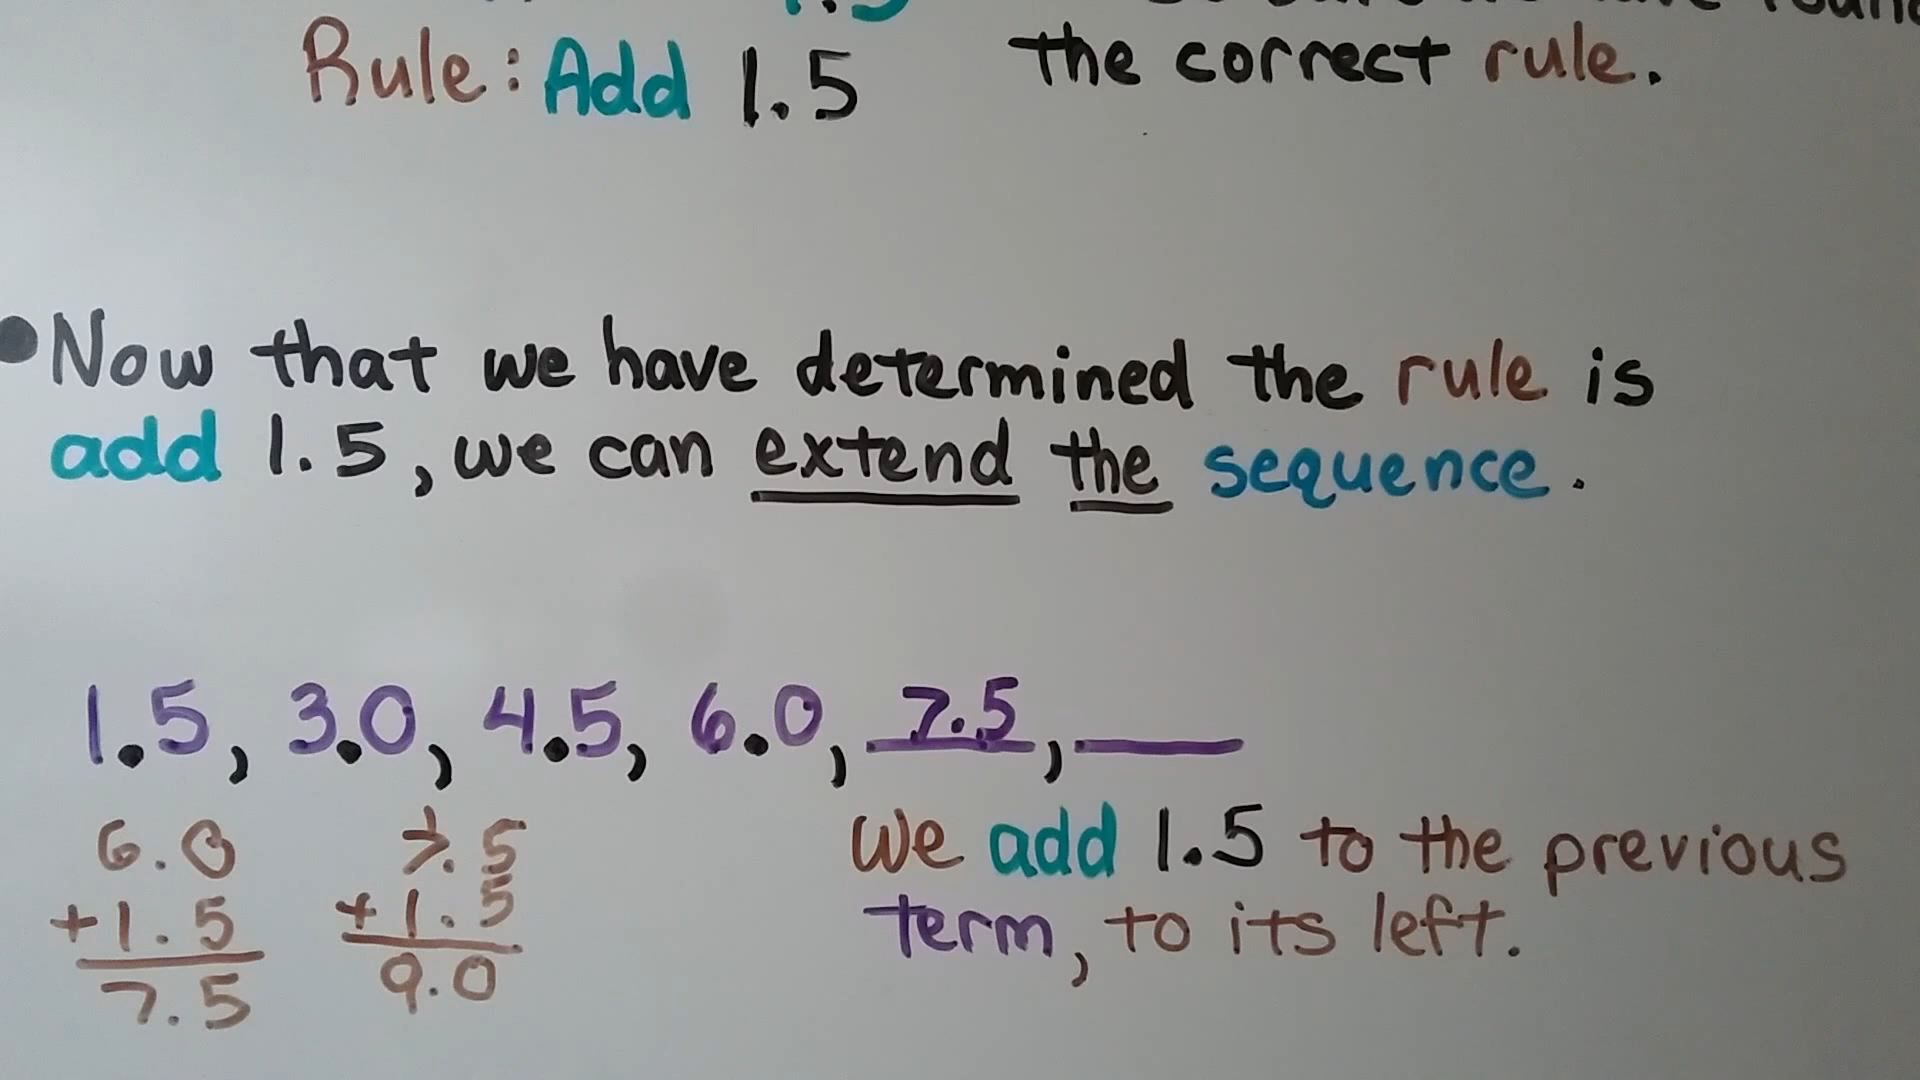 Rule: Add 1.5
the correct rule.
•Now that we have determined the rule is
add 1.5, we can extend the sequence.
1.5, 3.0, 4.5, 6.0, 7.5, ___
6.0
+1.5
7.5
7.5
+1.5
9.0
We add 1.5 to the previous
term, to its left.